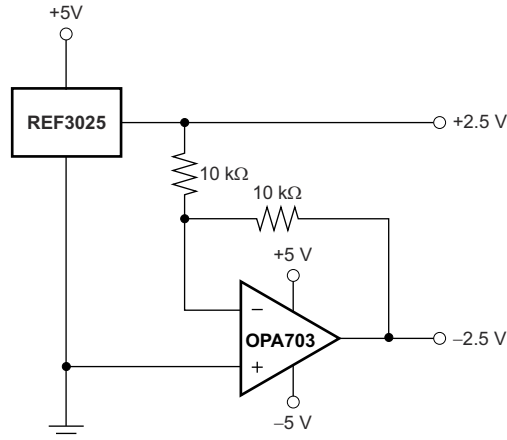 +5V
REF3025
+2.5 V
10 kΩ
10 kΩ
+5 V
−
OPA703
+
−2.5 V
−5 V